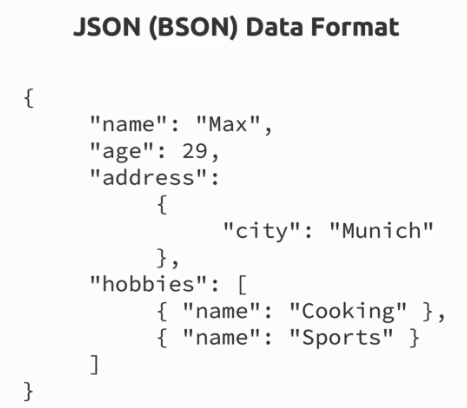 JSON (BSON) Data Format
{
"name": "Max",
"age": 29,
"address":
{
"city": "Munich"
},
"hobbies": [
{ "name": "Cooking" },
{ "name": "Sports" }
]
}